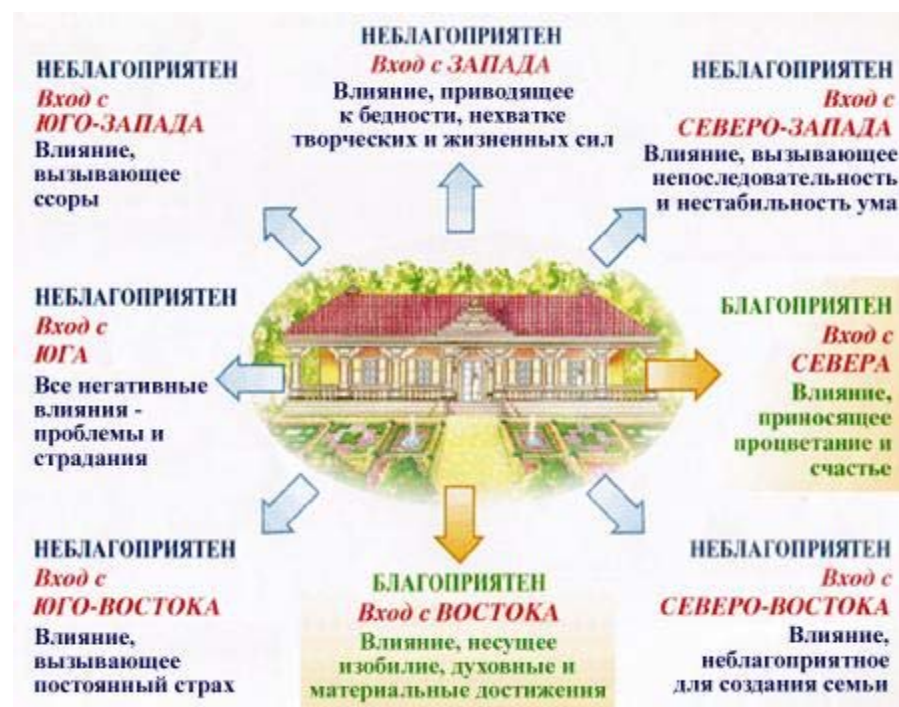 НЕБЛАГОПРИЯТЕН
Вход с
ЮГО-ЗАПАДА
Влияние,
вызывающее
ссоры
НЕБЛАГОПРИЯТЕН
Вход с ЗАПАДА
Влияние, приводящее
к бедности, нехватке
творческих и жизненных сил
НЕБЛАГОПРИЯТЕН
Вход с
СЕВЕРО-ЗАПАДА
Влияние, вызывающее
непоследовательность
и нестабильность ума
НЕБЛАГОПРИЯТЕН
Вход с
ЮГА
Все негативные
влияния -
проблемы и
страдания
БЛАГОПРИЯТЕН
Вход с
СЕВЕРА
Влияние,
приносящее
процветание и
счастье
НЕБЛАГОПРИЯТЕН
Вход с
ЮГО-ВОСТОКА
Влияние,
вызывающее
постоянный страх
БЛАГОПРИЯТЕН
Вход с ВОСТОКА
Влияние, несущее
изобилие, духовные и
материальные достижения
НЕБЛАГОПРИЯТЕН
Вход с
СЕВЕРО-ВОСТОКА
Влияние,
неблагоприятное
для создания семьи